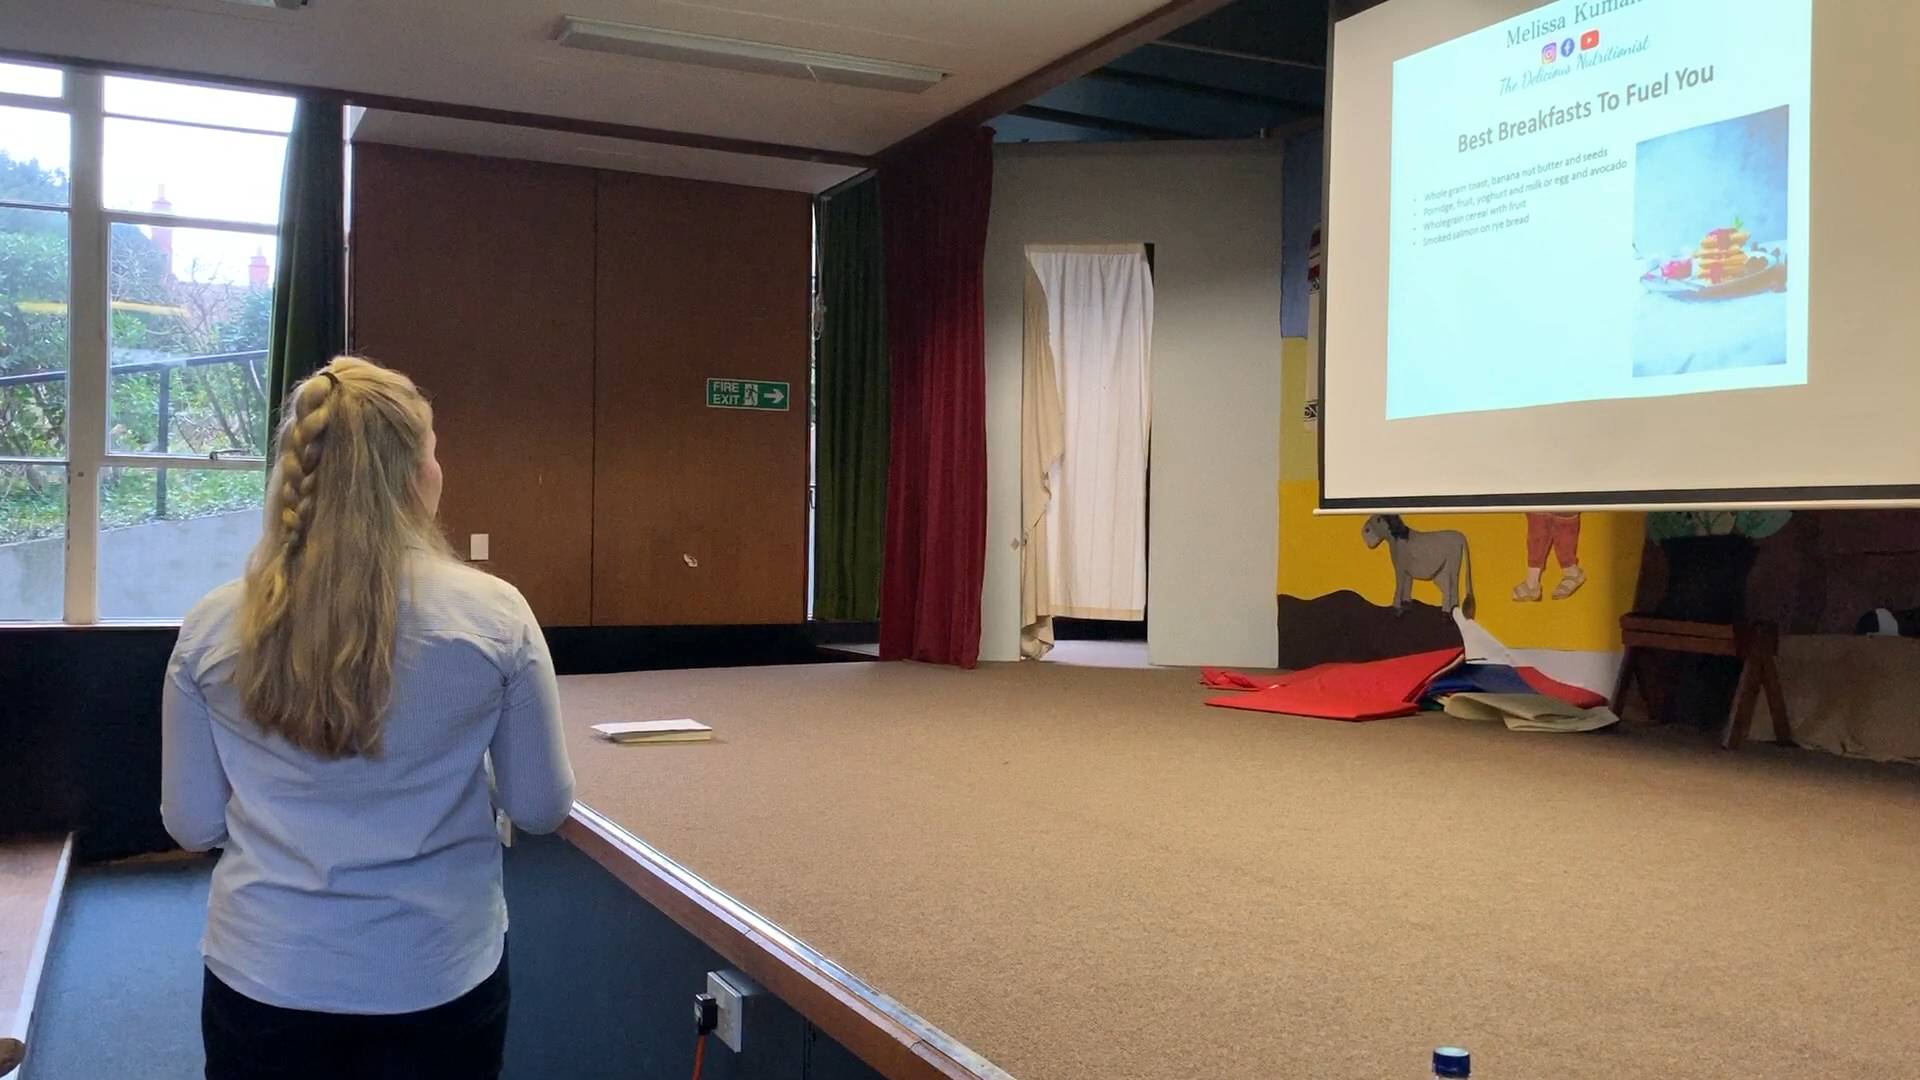 Melissa
The Delicious Nutritionist
Best Breakfasts To Fuel You
• Whole grain toast, banana nut butter and seeds
• Porridge, fruit, yoghurt and milk or egg and avocado
• Wholegrain cereal with fruit
• Smoked salmon on rye bread
FIRE
EXIT